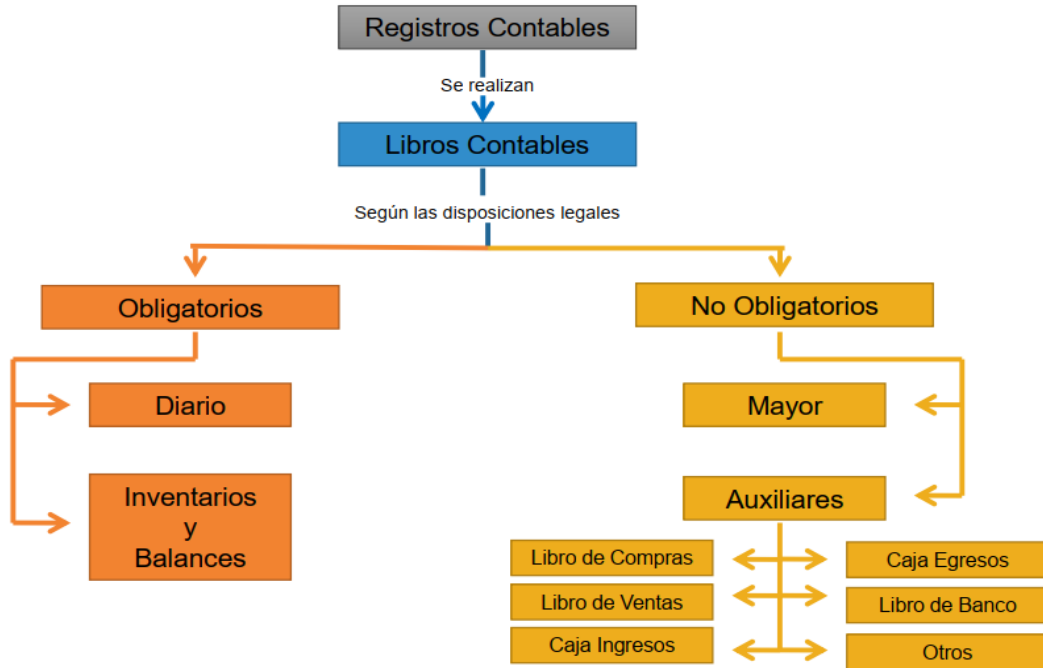 Registros Contables
Se realizan
Libros Contables
Según las disposiciones legales
Obligatorios
No Obligatorios
Diario
Mayor
Inventarios
y
Balances
Auxiliares
Libro de Compras
Caja Egresos
Libro de Ventas
Libro de Banco
Caja Ingresos
Otros